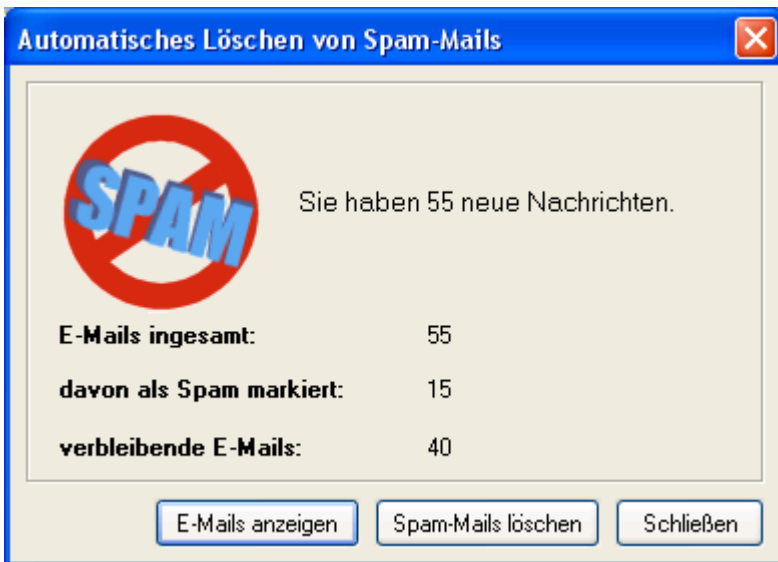 Automatisches Löschen von Spam-Mails
SPAM
Sie haben 55 neue Nachrichten.
E-Mails ingesamt: 55
davon als Spam markiert: 15
verbleibende E-Mails: 40
E-Mails anzeigen Spam-Mails löschen Schließen